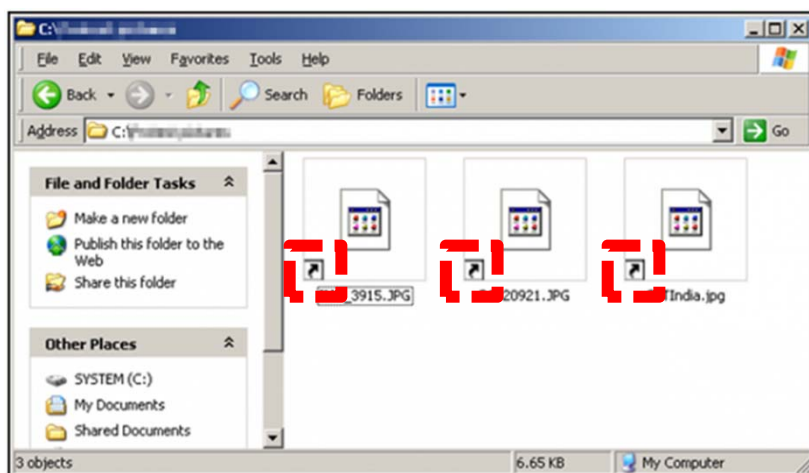 C:\
File Edit View Favorites Tools Help
Back Search Folders
Address C:\ Go
File and Folder Tasks
Make a new folder
Publish this folder to the
Web
Share this folder
_3915.JPG 20921.JPG India.jpg
Other Places
SYSTEM (C:)
My Documents
Shared Documents
3 objects 6.65 KB My Computer